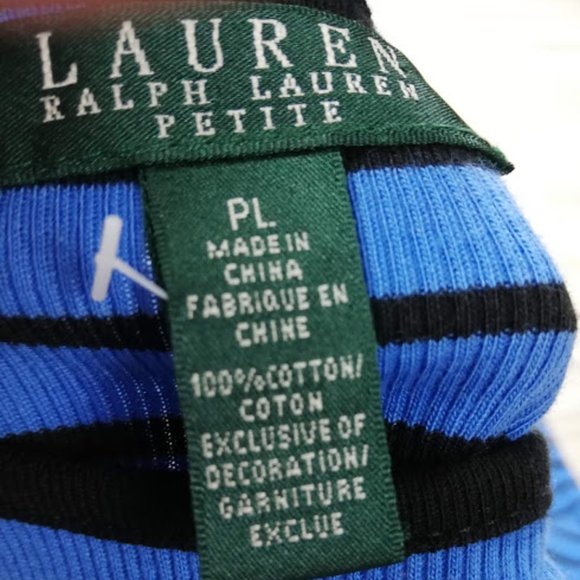 LAUREN
RALPH LAUREN
PETITE
PL
MADE IN
CHINA
FABRIQUE EN
CHINE
100%COTTON/
COTON
EXCLUSIVE OF
DECORATION/
GARNITURE
EXCLUE